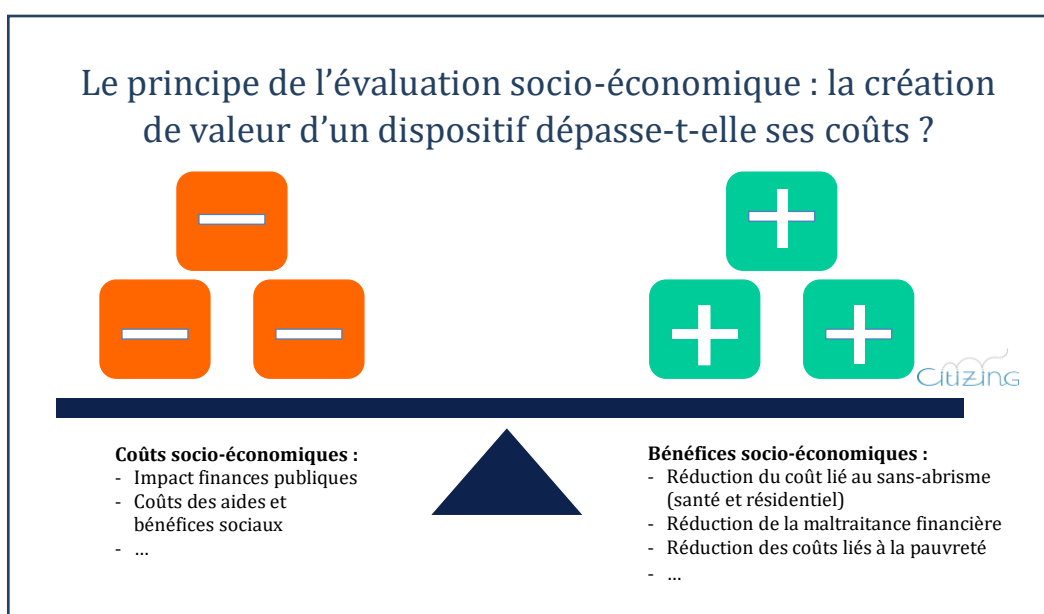 Le principe de l’évaluation socio-économique : la création
de valeur d’un dispositif dépasse-t-elle ses coûts ?
Citizing
Coûts socio-économiques :
- Impact finances publiques
- Coûts des aides et
bénéfices sociaux
- …
Bénéfices socio-économiques :
- Réduction du coût lié au sans-abrisme
(santé et résidentiel)
- Réduction de la maltraitance financière
- Réduction des coûts liés à la pauvreté
- …